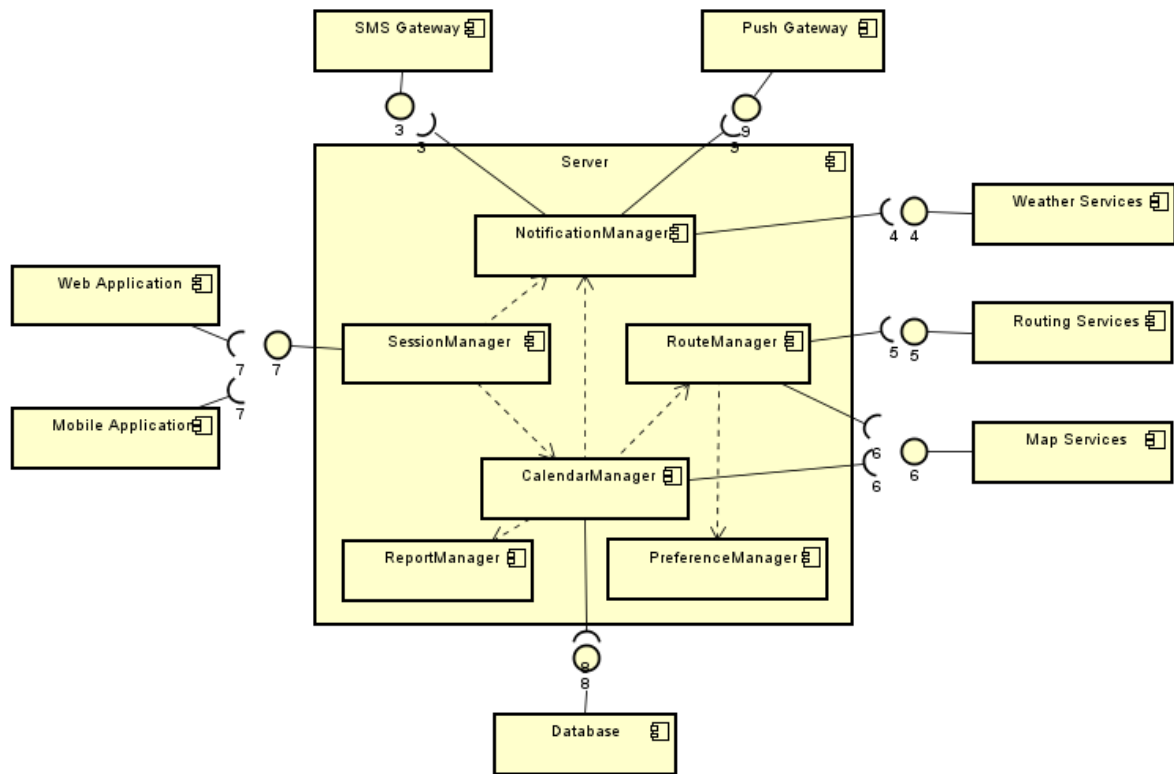 SMS Gateway
Push Gateway
3
9
3
9
Server
Weather Services
NotificationManager
4
4
Web Application
Routing Services
SessionManager
RouteManager
5
5
7
7
7
Mobile Application
Map Services
6
6
6
CalendarManager
ReportManager
PreferenceManager
8
8
Database